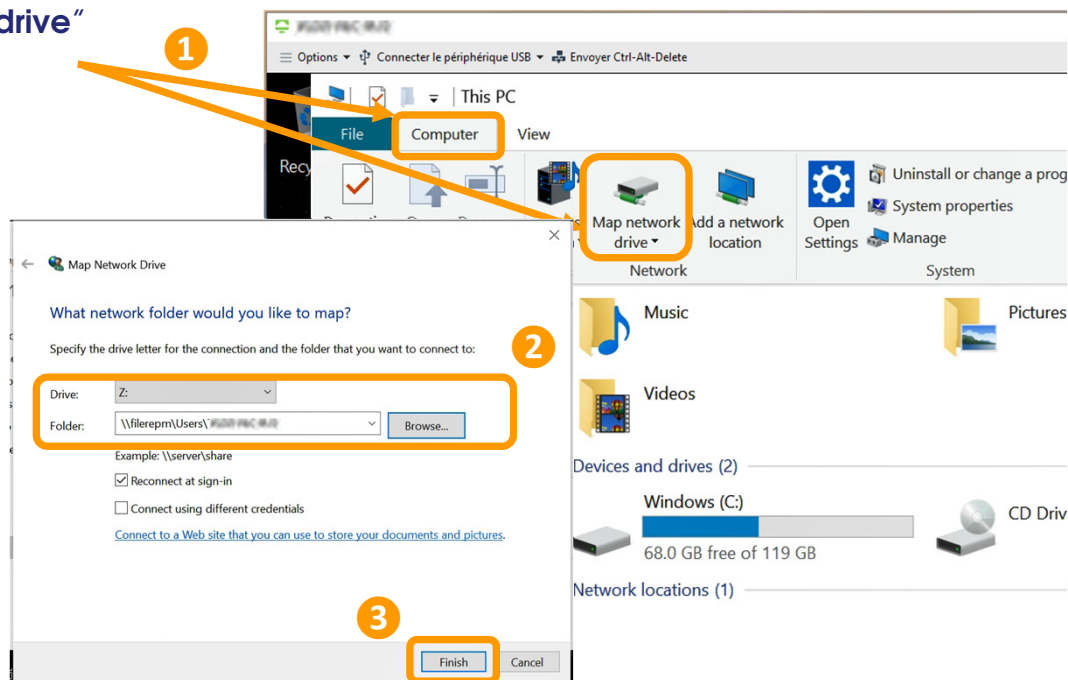 drive"
1
Options Connecter le périphérique USB Envoyer Ctrl-Alt-Delete
This PC
File Computer View
Recy
Map network drive
Add a network location
Open Settings
Uninstall or change a prog
System properties
Manage
Network
System
Map Network Drive
What network folder would you like to map?
Specify the drive letter for the connection and the folder that you want to connect to:
2
Drive: Z:
Folder: \\filerepm\Users\
Browse...
Example: \\server\share
Reconnect at sign-in
Connect using different credentials
Connect to a Web site that you can use to store your documents and pictures.
3
Finish Cancel
Music
Pictures
Videos
Devices and drives (2)
Windows (C:)
68.0 GB free of 119 GB
CD Driv
Network locations (1)